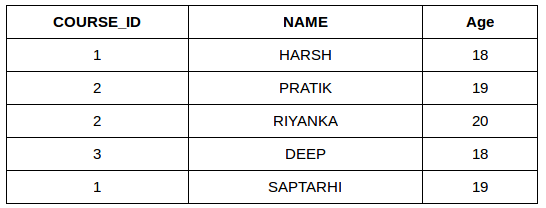 COURSE_ID NAME Age
1 HARSH 18
2 PRATIK 19
2 RIYANKA 20
3 DEEP 18
1 SAPTARHI 19